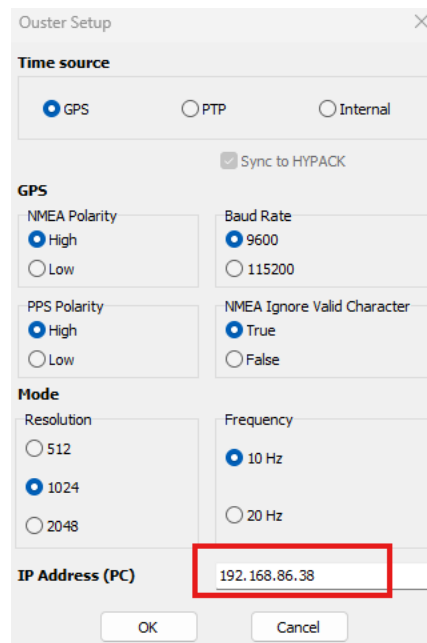 Ouster Setup
Time source
GPS PTP Internal
Sync to HYPACK
GPS
NMEA Polarity
High
Low
Baud Rate
9600
115200
PPS Polarity
High
Low
NMEA Ignore Valid Character
True
False
Mode
Resolution
512
1024
2048
Frequency
10 Hz
20 Hz
IP Address (PC) 192.168.86.38
OK Cancel